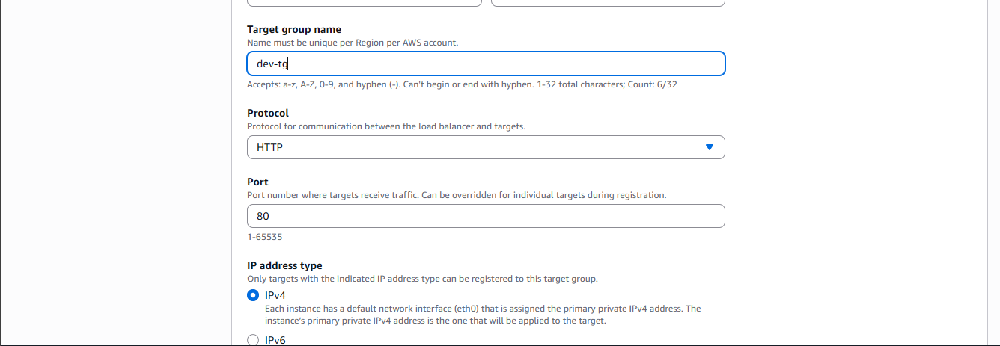 Target group name
Name must be unique per Region per AWS account.
dev-tg
Accepts: a-z, A-Z, 0-9, and hyphen (-). Can't begin or end with hyphen. 1-32 total characters; Count: 6/32
Protocol
Protocol for communication between the load balancer and targets.
HTTP
Port
Port number where targets receive traffic. Can be overridden for individual targets during registration.
80
1-65535
IP address type
Only targets with the indicated IP address type can be registered to this target group.
IPv4
Each instance has a default network interface (eth0) that is assigned the primary private IPv4 address. The
instance's primary private IPv4 address is the one that will be applied to the target.
IPv6